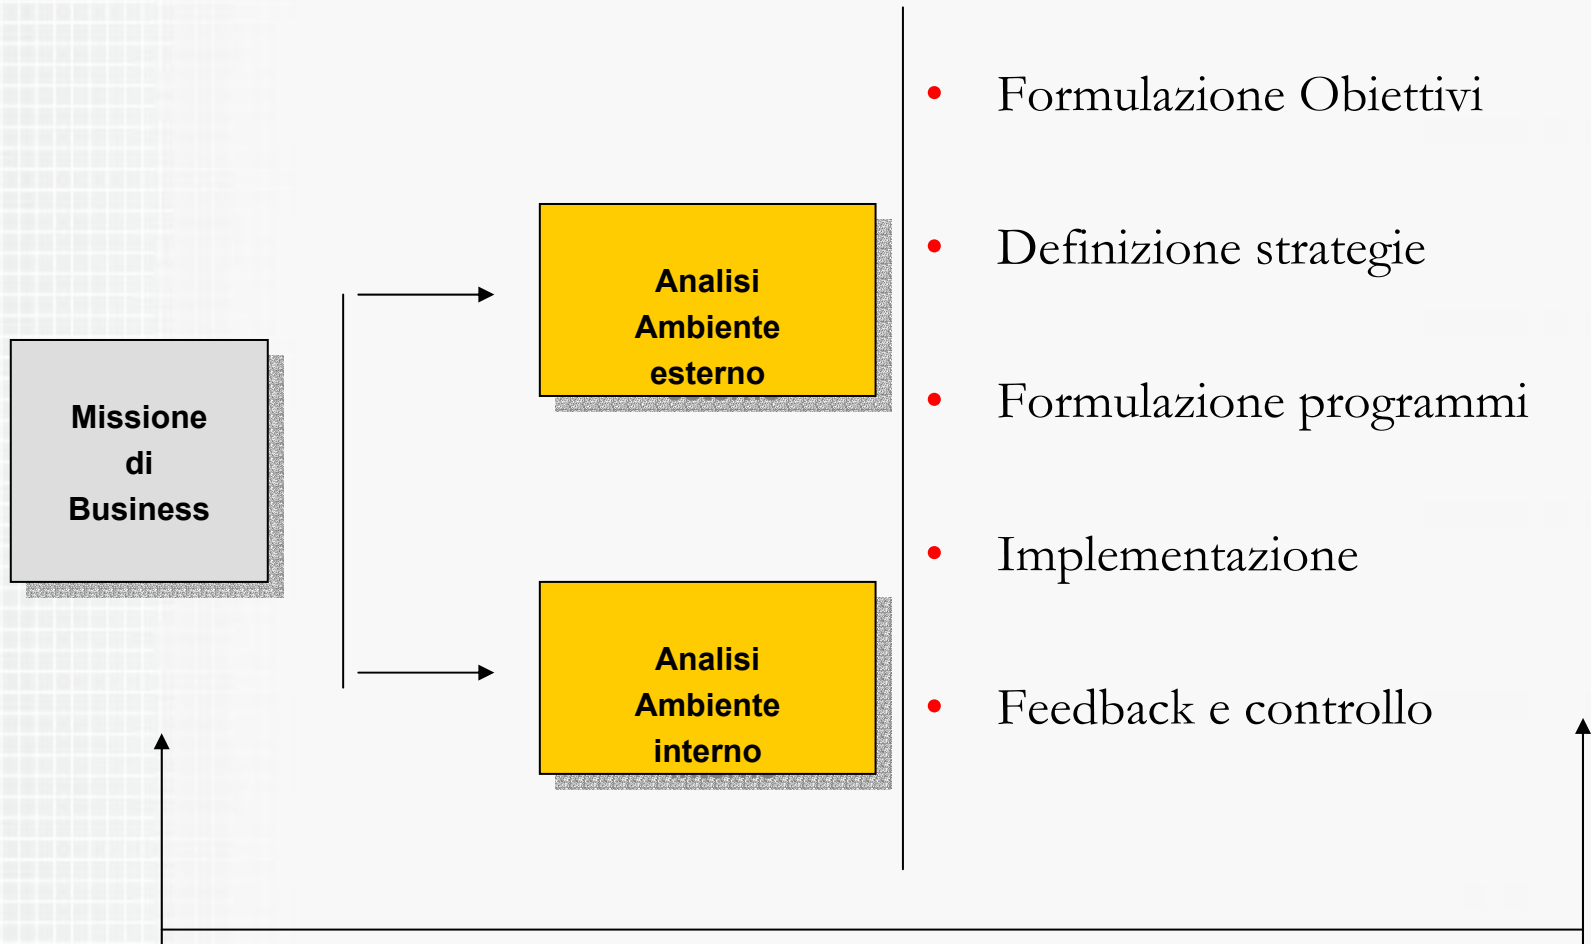 Missione
di
Business
Analisi
Ambiente
esterno
Analisi
Ambiente
interno
• Formulazione Obiettivi
• Definizione strategie
• Formulazione programmi
• Implementazione
• Feedback e controllo